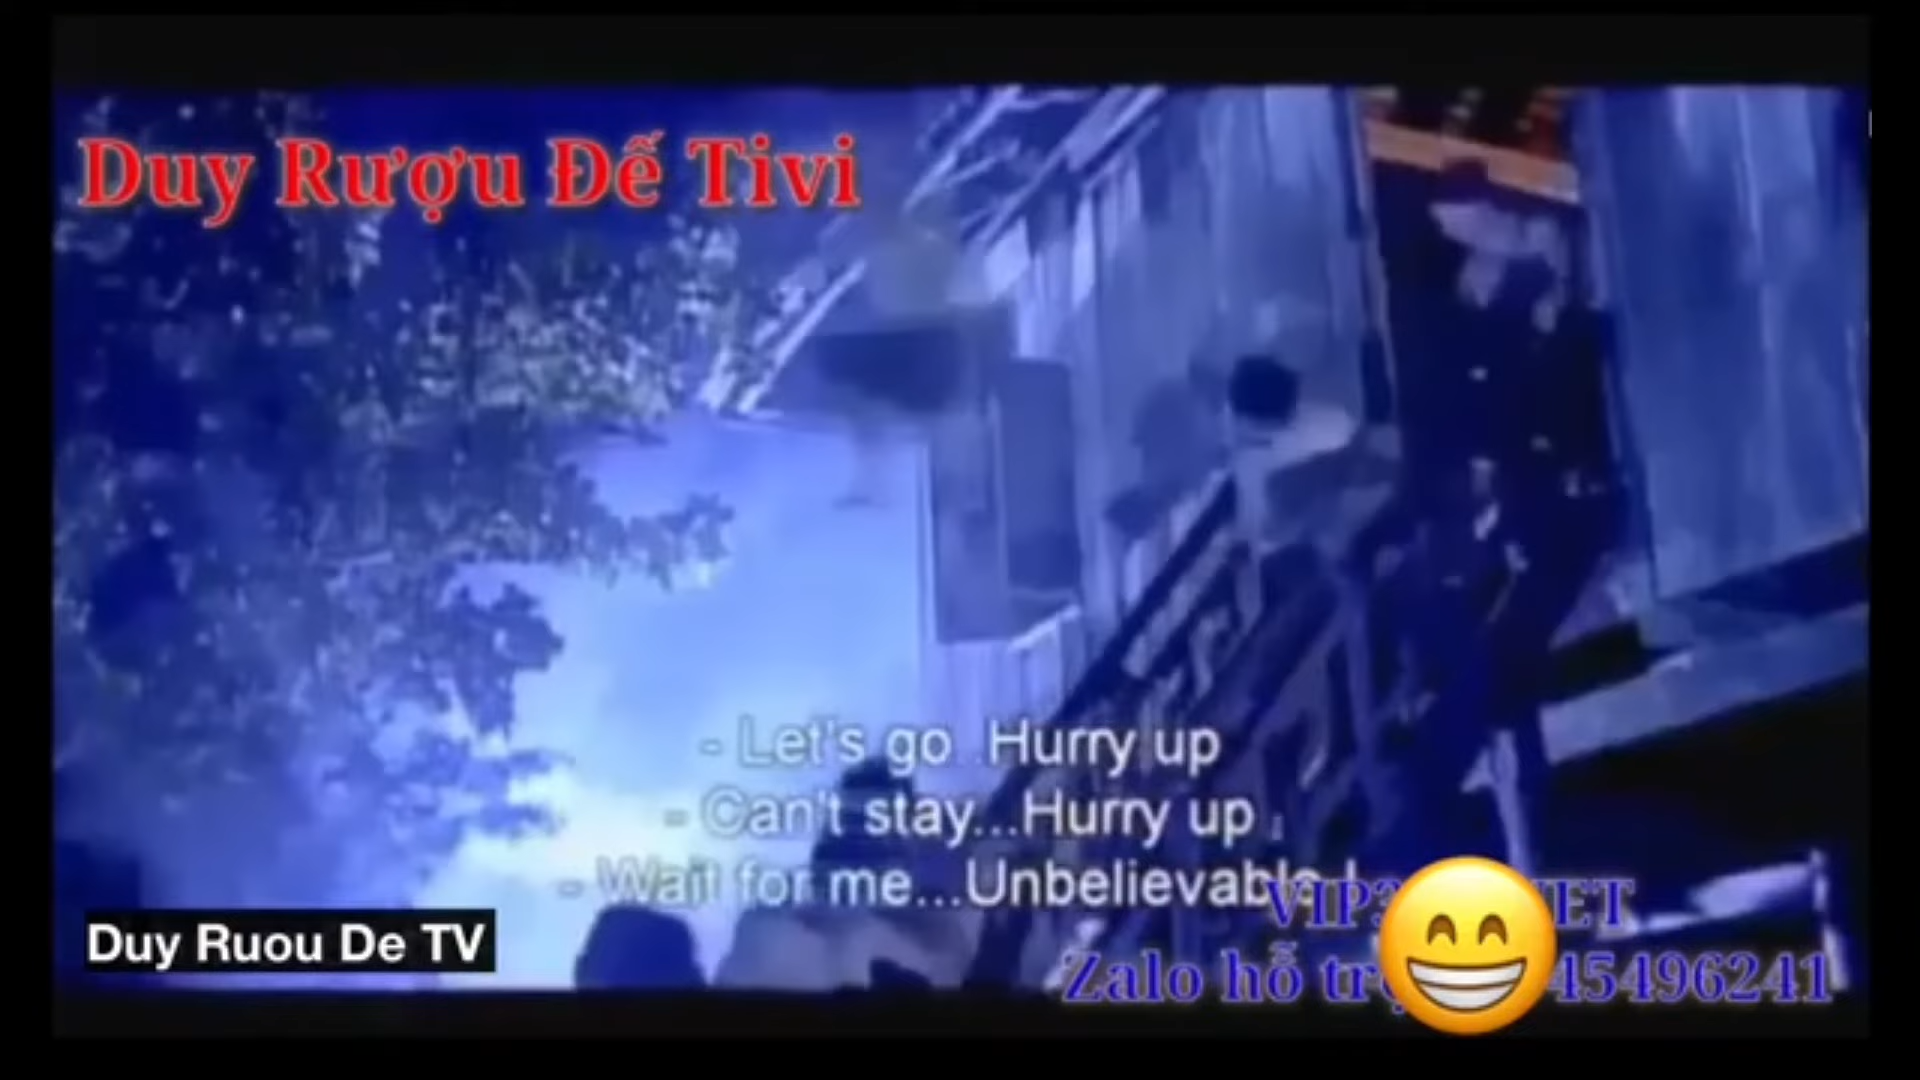 Duy Rượu Đế Tivi
- Let's go .Hurry up
- Can't stay...Hurry up
- Wait for me...Unbelievable !
Duy Ruou De TV
Zalo hỗ 45496241